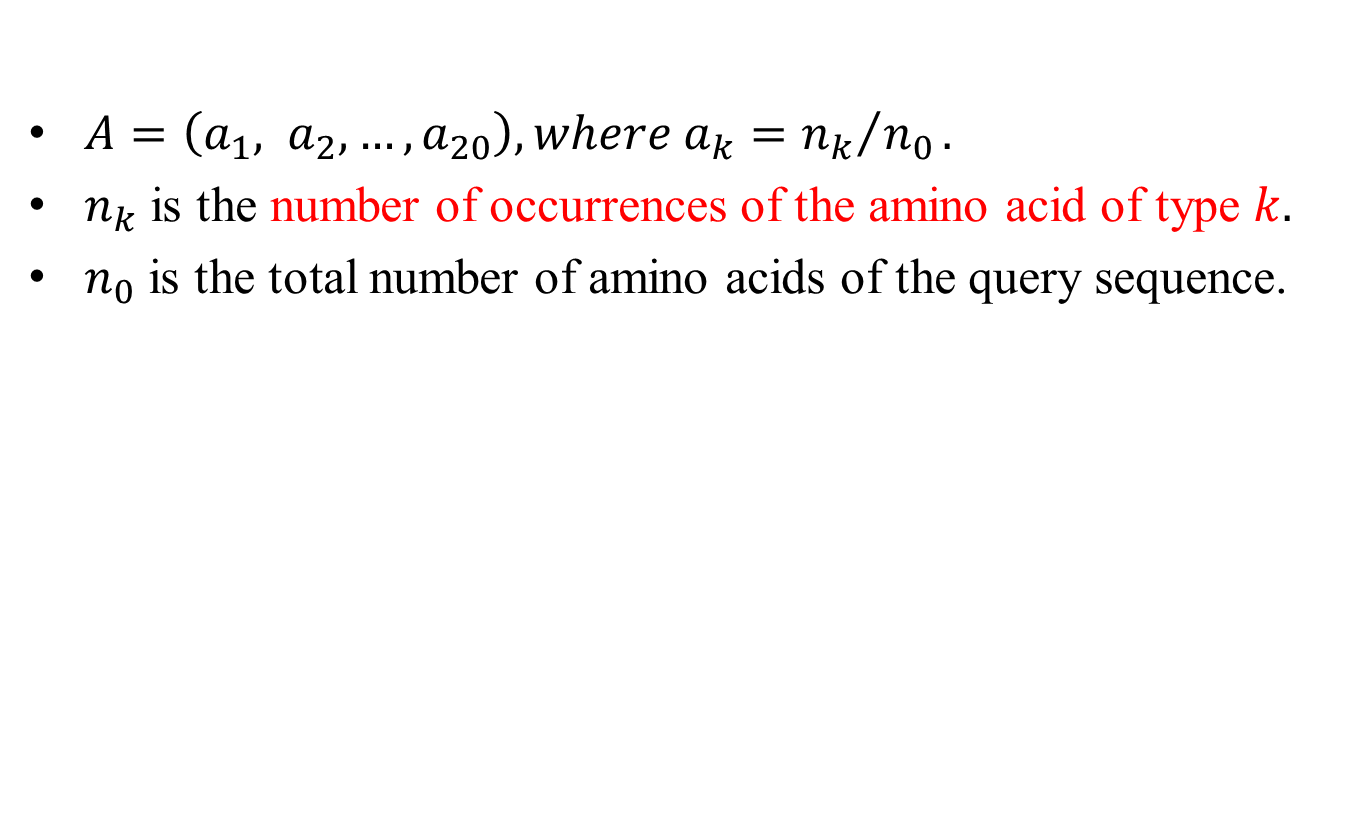 • A = (a₁, a₂, … , a₂₀), where aₖ = nₖ/n₀ .
• nₖ is the number of occurrences of the amino acid of type k.
• n₀ is the total number of amino acids of the query sequence.